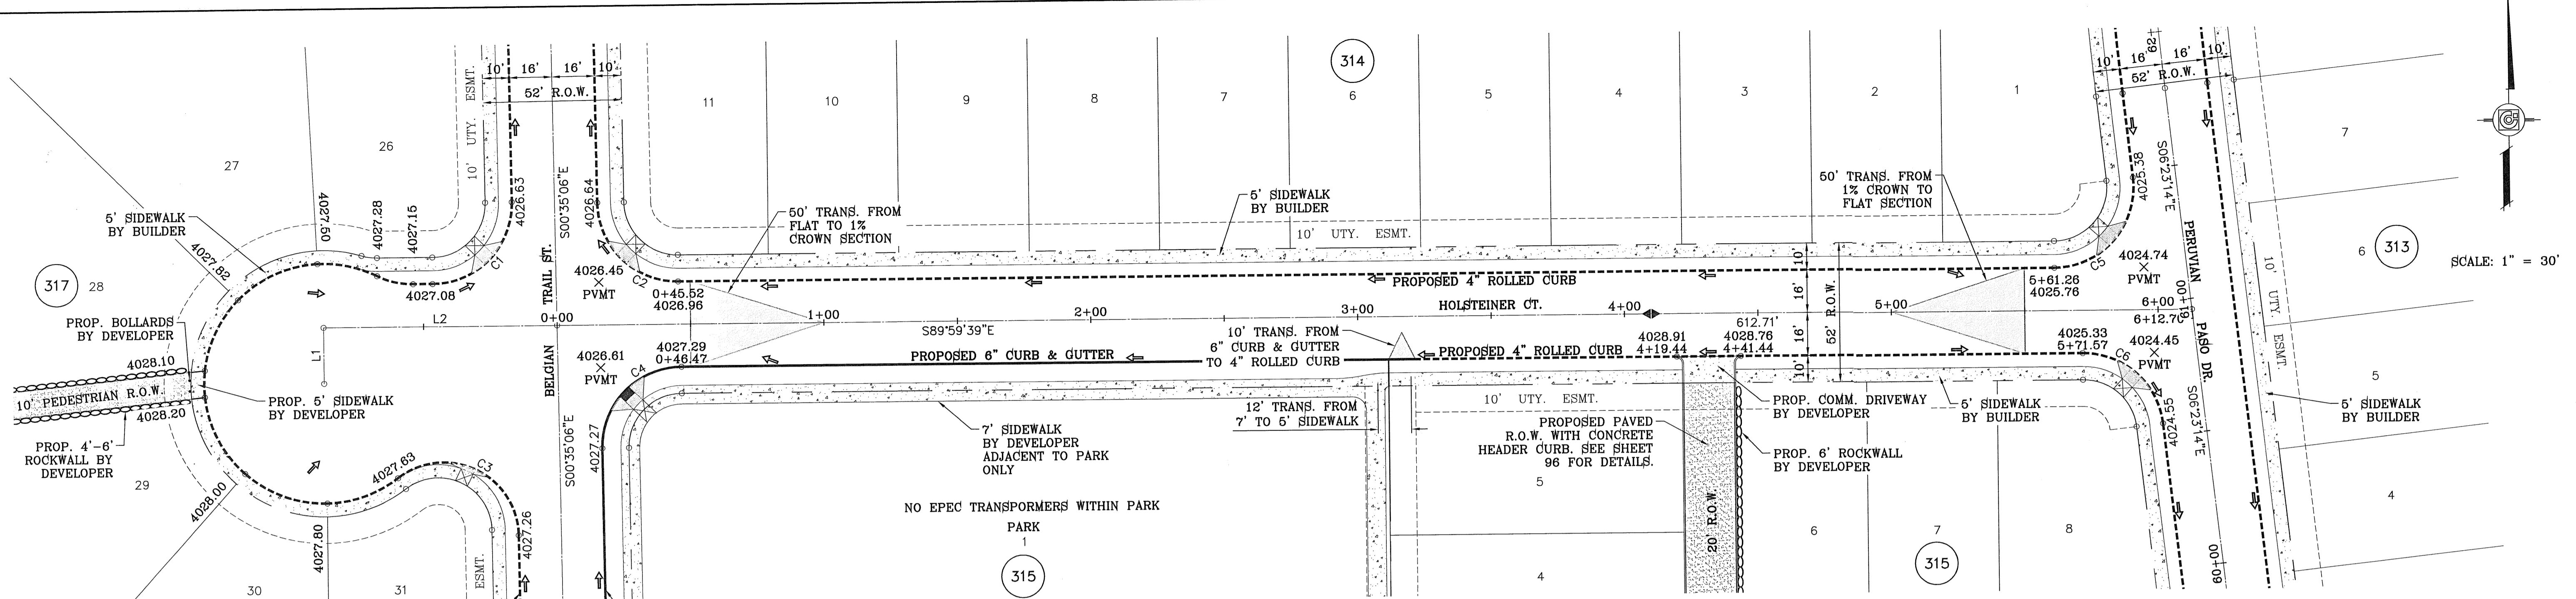 314
10'
16'
16'
10'
52' R.O.W.
10' UTY. ESMT.
11
10
9
8
7
6
5
4
3
2
1
10'
16'
16'
10'
52' R.O.W.
62+
7
27
26
4027.50
4027.28
4027.15
4026.63
S00°35'06"E
4026.64
5' SIDEWALK
BY BUILDER
4027.82
50' TRANS. FROM
FLAT TO 1%
CROWN SECTION
5' SIDEWALK
BY BUILDER
10' UTY. ESMT.
50' TRANS. FROM
1% CROWN TO
FLAT SECTION
4025.38
S06°23'14"E
PERUVIAN PASO DR.
10' UTY ESMT
6
313
SCALE: 1" = 30'
317
28
C1
4027.08
BELGIAN TRAIL ST.
4026.45
PVMT
C2
0+45.52
4026.96
PROPOSED 4" ROLLED CURB
HOLSTEINER CT.
10'
16'
52' R.O.W.
16'
10'
C5
4024.74
PVMT
5+61.26
4025.76
L2
L1
0+00
1+00
2+00
3+00
4+00
5+00
6+00
6+12.70
61+00
S89°59'39"E
612.71'
PROP. BOLLARDS
BY DEVELOPER
4028.10
10' PEDESTRIAN R.O.W.
4028.20
PROP. 5' SIDEWALK
BY DEVELOPER
PROP. 4'-6'
ROCKWALL BY
DEVELOPER
4026.61
PVMT
C4
4027.29
0+46.47
PROPOSED 6" CURB & GUTTER
10' TRANS. FROM
6" CURB & GUTTER
TO 4" ROLLED CURB
PROPOSED 4" ROLLED CURB
4028.91
4+19.44
4028.76
4+41.44
4025.33
5+71.57
C6
4024.45
PVMT
4024.55
S06°23'14"E
5
5' SIDEWALK
BY BUILDER
29
4028.00
4027.63
C3
4027.27
S00°35'06"E
7' SIDEWALK
BY DEVELOPER
ADJACENT TO PARK
ONLY
12' TRANS. FROM
7' TO 5' SIDEWALK
10' UTY. ESMT.
PROPOSED PAVED
R.O.W. WITH CONCRETE
HEADER CURB. SEE SHEET
96 FOR DETAILS.
PROP. COMM. DRIVEWAY
BY DEVELOPER
5' SIDEWALK
BY BUILDER
PROP. 6' ROCKWALL
BY DEVELOPER
5
4
4027.80
4027.26
ESMT.
NO EPEC TRANSPORMERS WITHIN PARK
PARK
1
315
20' R.O.W.
6
7
8
315
60+00
30
31
4